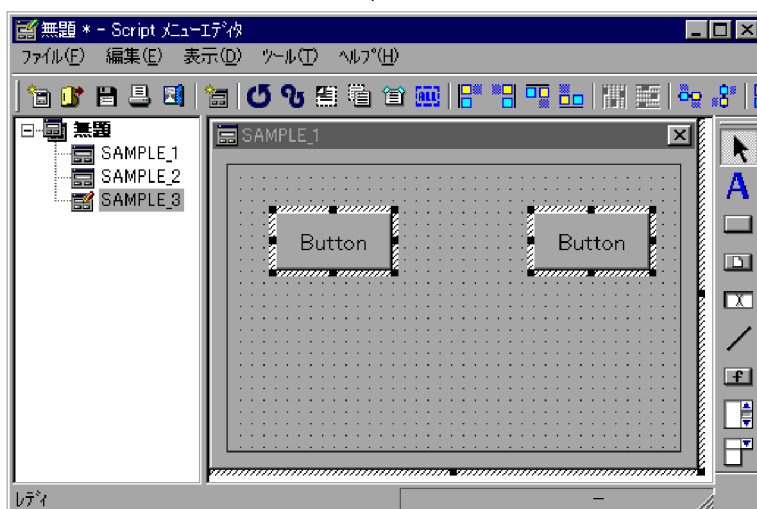 無題 * - Script ﾒﾆｭｰｴﾃﾞｨﾀ
ﾌｧｲﾙ(F) 編集(E) 表示(D) ﾂｰﾙ(T) ﾍﾙﾌﾟ(H)
ALL
無題
SAMPLE_1
SAMPLE_2
SAMPLE_3
SAMPLE_1
Button Button
A
f
ﾚﾃﾞｨ